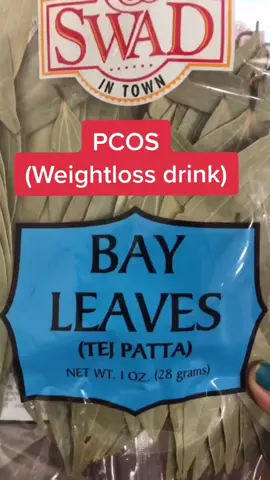 SWAD
IN TOWN
PCOS
(Weightloss drink)
BAY
LEAVES
(TEJ PATTA)
NET WT. 1 OZ. (28 grams)